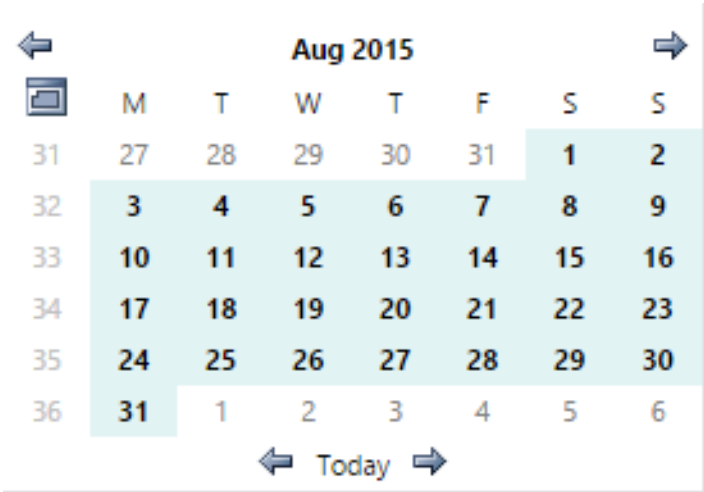 Aug 2015
M T W T F S S
31 27 28 29 30 31 1 2
32 3 4 5 6 7 8 9
33 10 11 12 13 14 15 16
34 17 18 19 20 21 22 23
35 24 25 26 27 28 29 30
36 31 1 2 3 4 5 6
Today